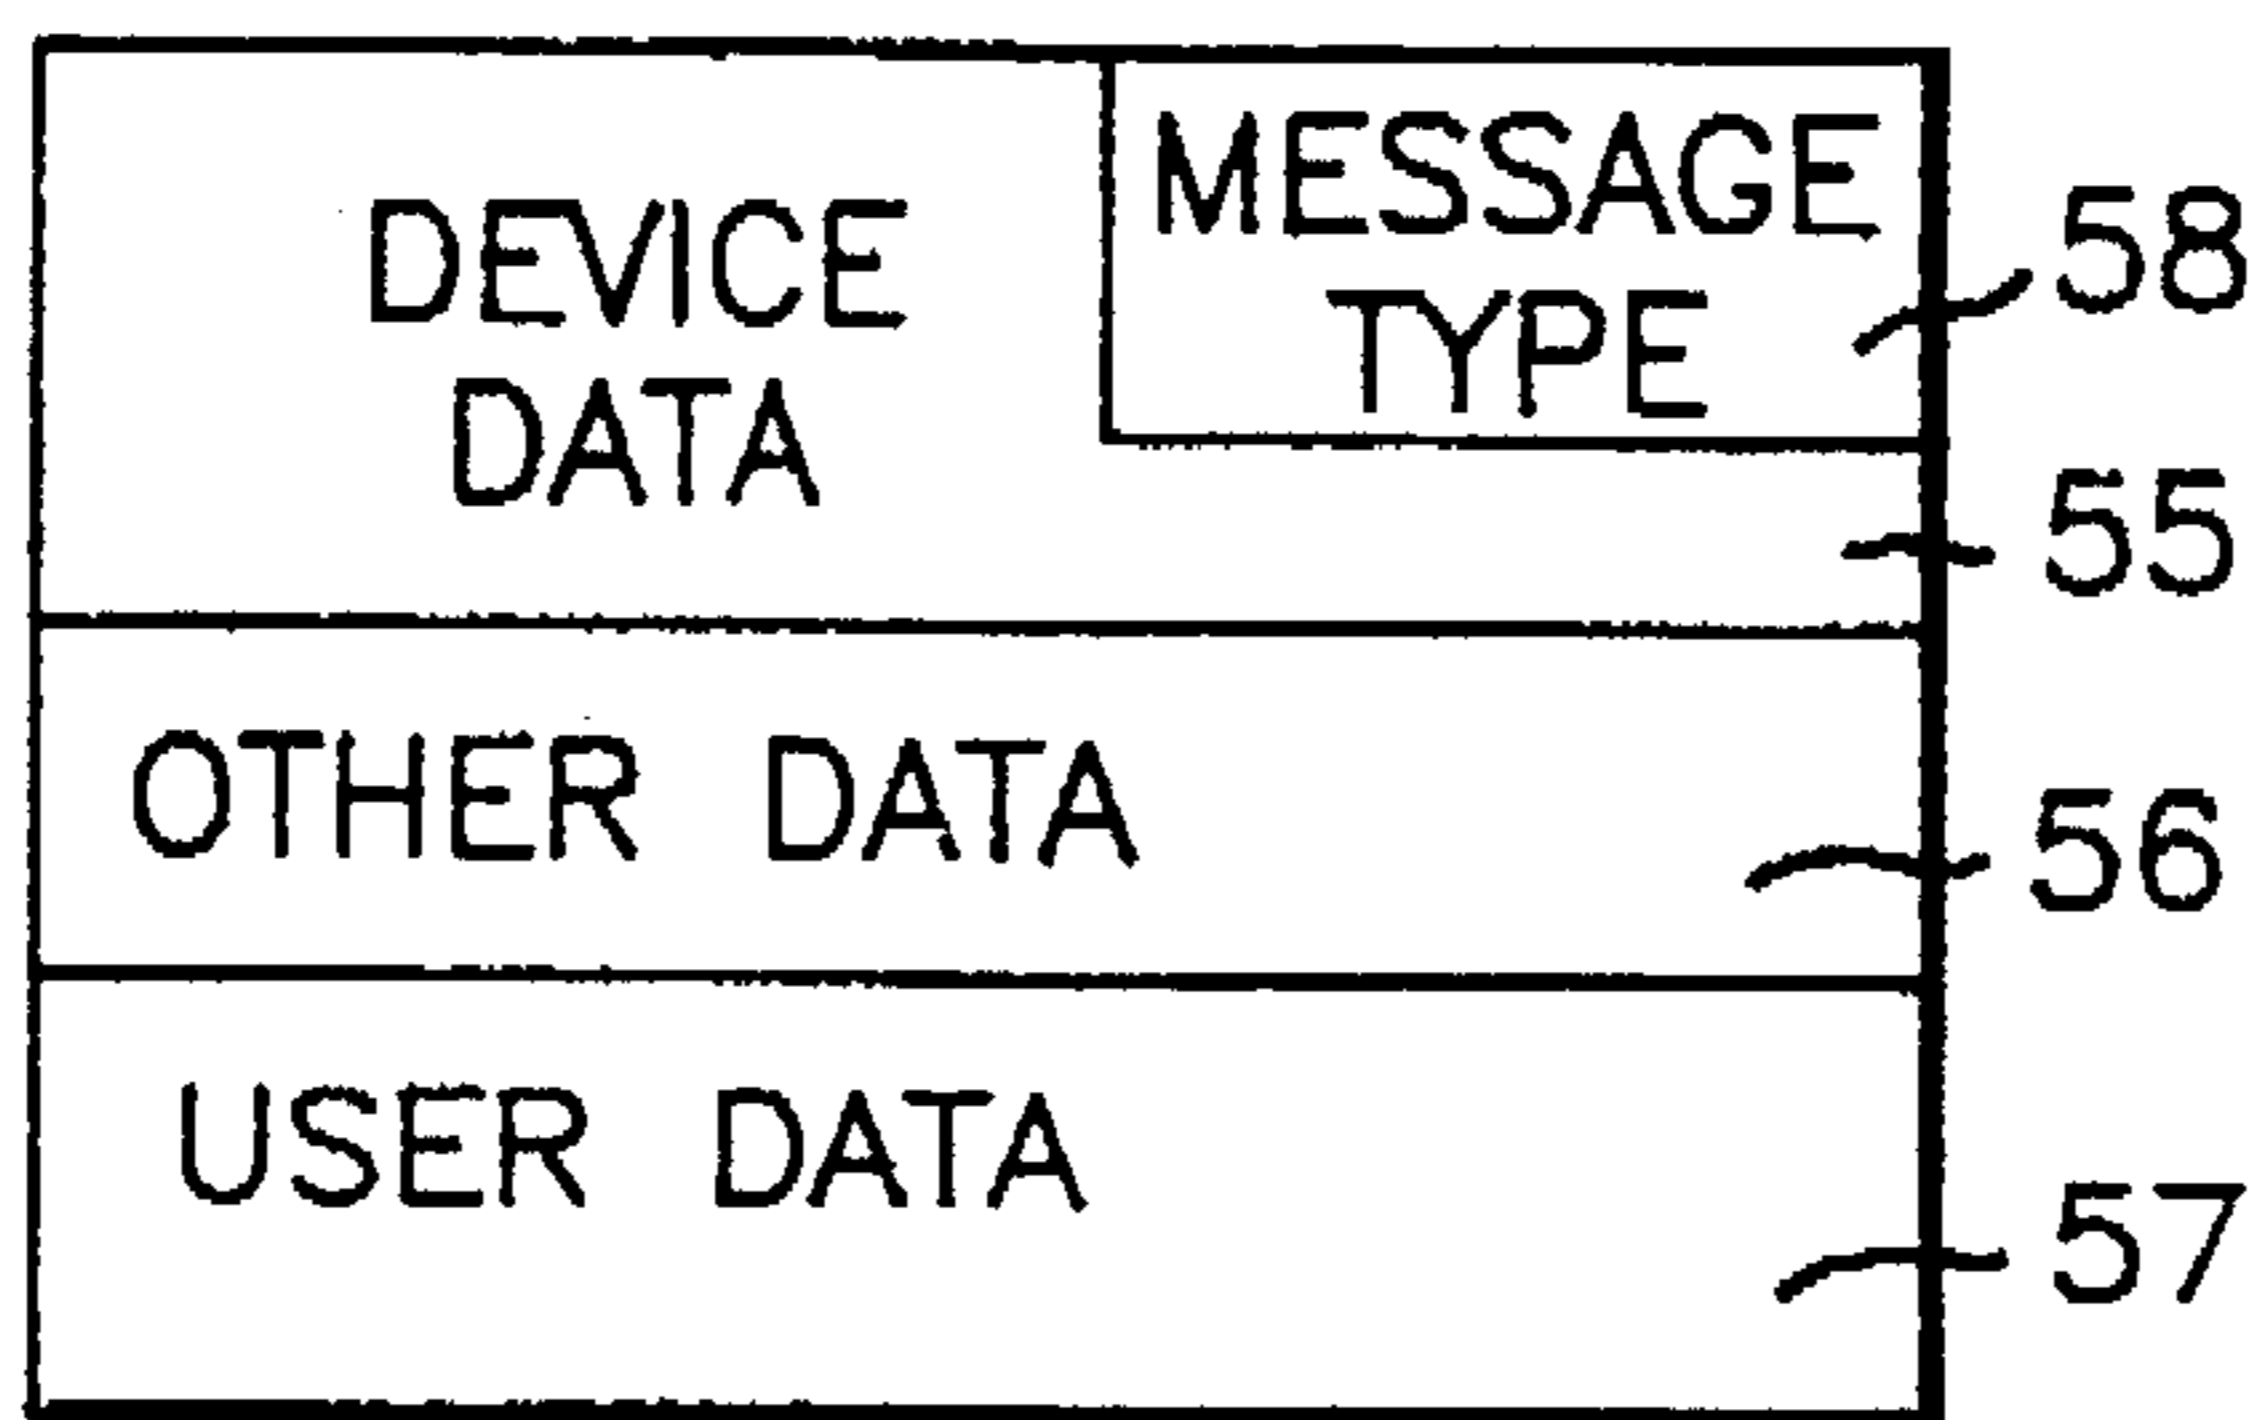 DEVICE
DATA
MESSAGE
TYPE
58
55
OTHER DATA
56
USER DATA
57